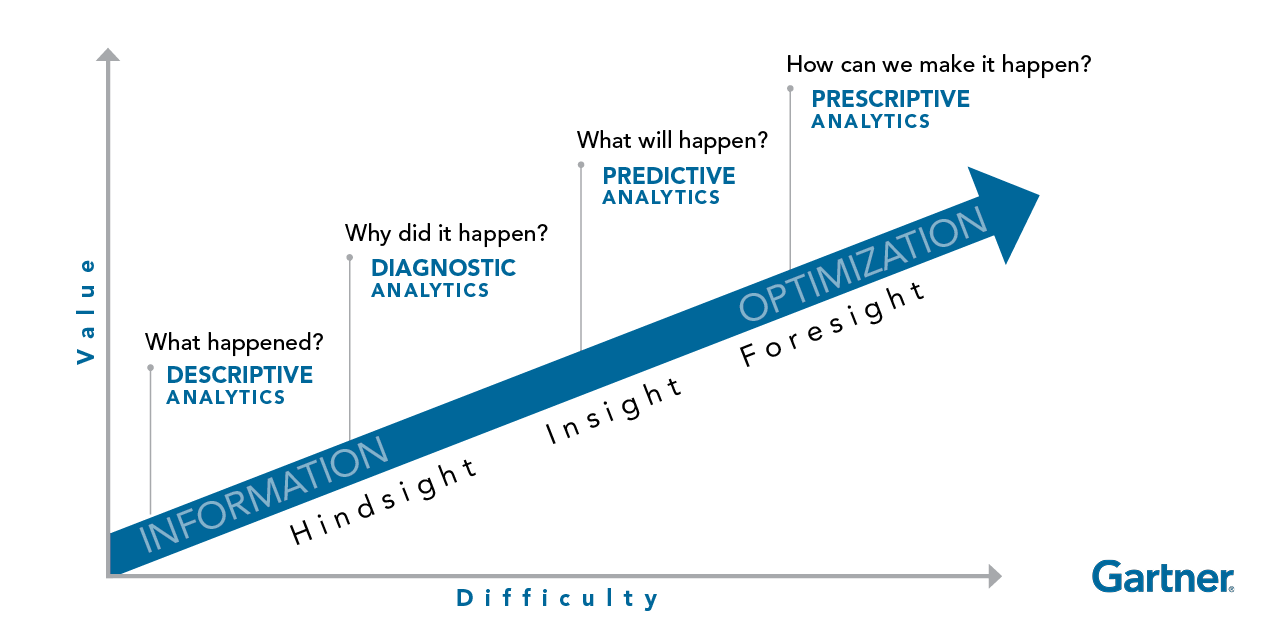 How can we make it happen?
PRESCRIPTIVE
ANALYTICS
What will happen?
PREDICTIVE
ANALYTICS
Why did it happen?
DIAGNOSTIC
ANALYTICS
What happened?
DESCRIPTIVE
ANALYTICS
Value
INFORMATION
OPTIMIZATION
Hindsight
Insight
Foresight
Difficulty
Gartner®